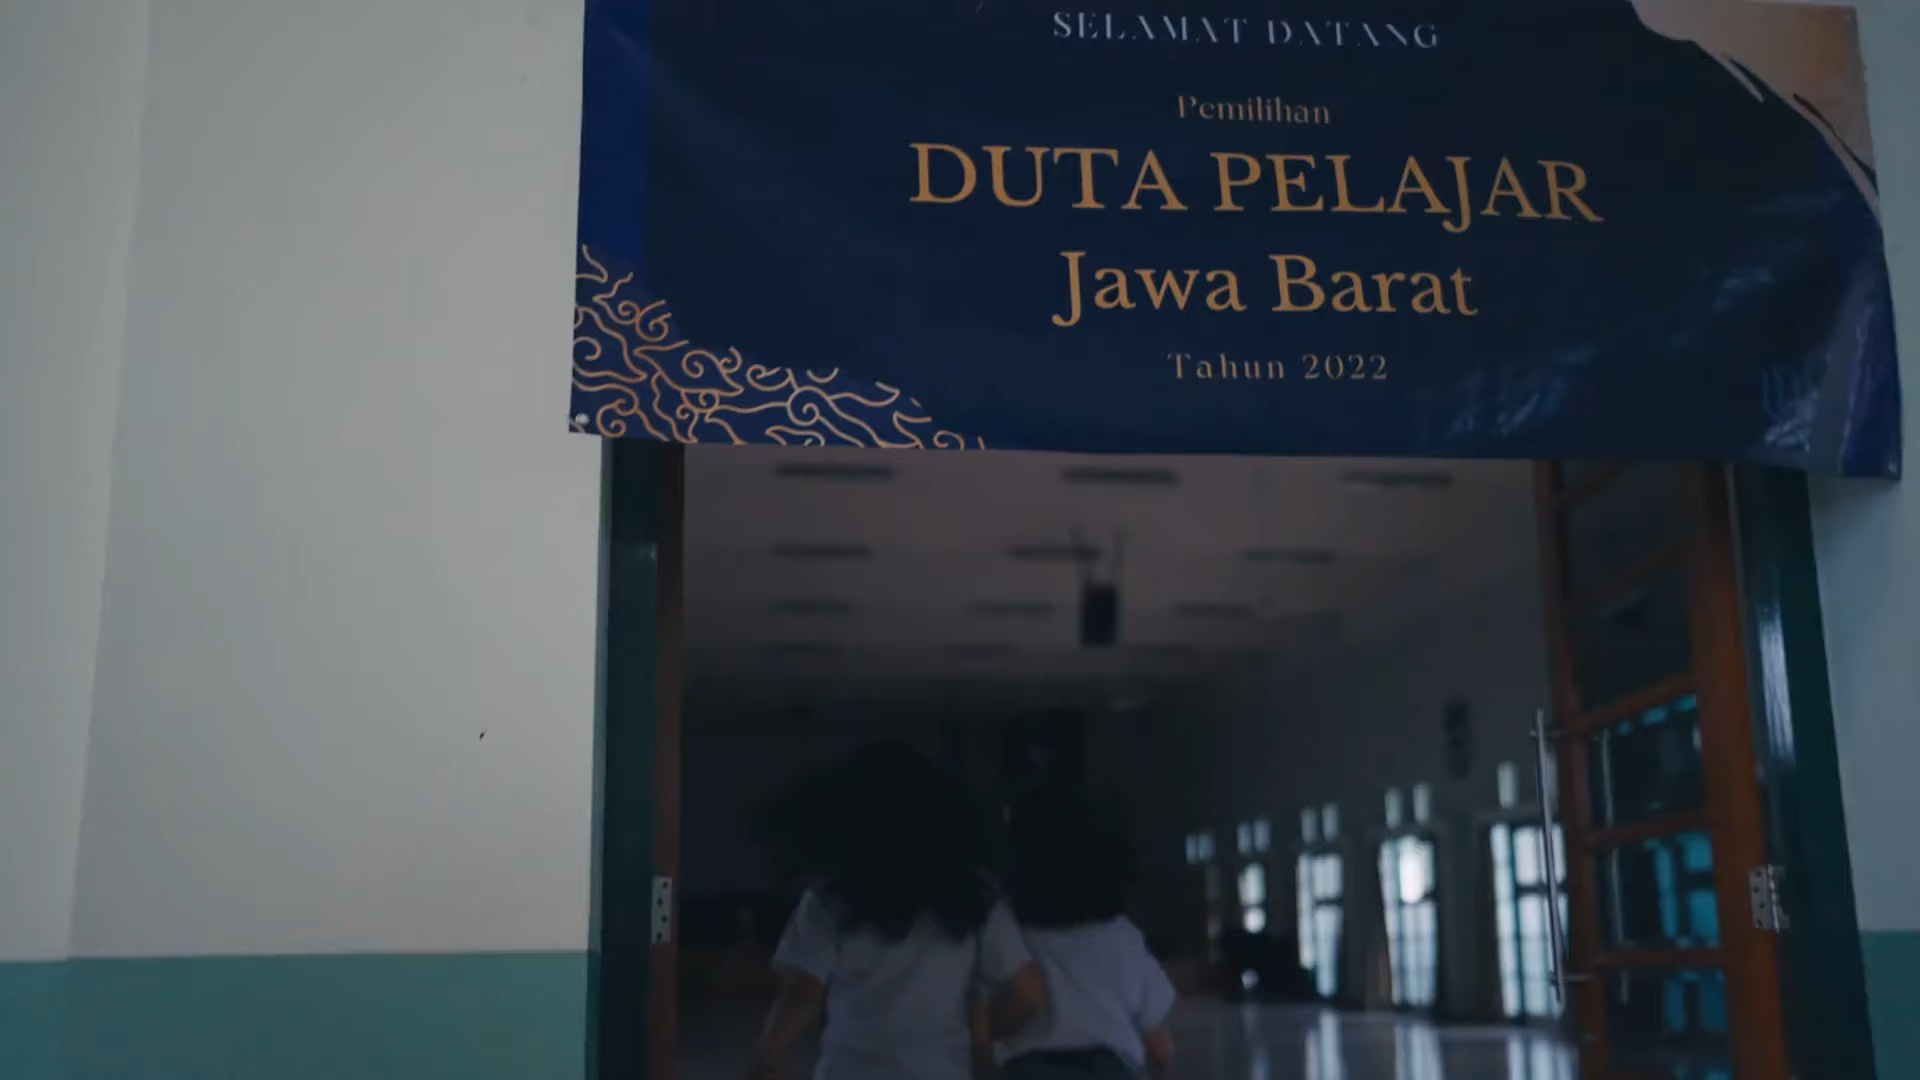 SELAMAT DATANG
Pemilihan
DUTA PELAJAR
Jawa Barat
Tahun 2022